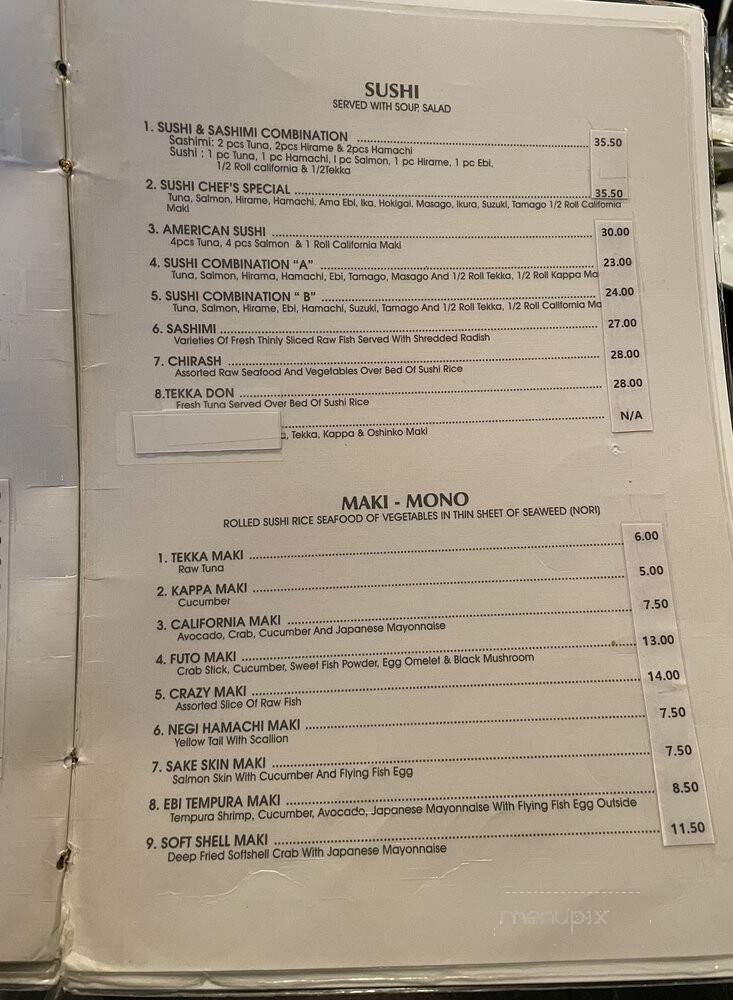 SUSHI
SERVED WITH SOUP, SALAD
1. SUSHI & SASHIMI COMBINATION 35.50
Sashimi: 2 pcs Tuna, 2pcs Hirame & 2pcs Hamachi
Sushi : 1 pc Tuna, 1 pc Hamachi, I pc Salmon, 1 pc Hirame, 1 pc Ebi,
1/2 Roll california & 1/2Tekka
2. SUSHI CHEF'S SPECIAL 35.50
Tuna, Salmon, Hirame, Hamachi, Ama Ebi, Ika, Hokigai, Masago, Ikura, Suzuki, Tamago 1/2 Roll California
Maki
3. AMERICAN SUSHI 30.00
4pcs Tuna, 4 pcs Salmon & 1 Roll California Maki
4. SUSHI COMBINATION "A" 23.00
Tuna, Salmon, Hirama, Hamachi, Ebi, Tamago, Masago And 1/2 Roll Tekka, 1/2 Roll Kappa Ma
5. SUSHI COMBINATION " B" 24.00
Tuna, Salmon, Hirame, Ebi, Hamachi, Suzuki, Tamago And 1/2 Roll Tekka, 1/2 Roll California Ma
6. SASHIMI 27.00
Varieties Of Fresh Thinly Sliced Raw Fish Served With Shredded Radish
7. CHIRASH 28.00
Assorted Raw Seafood And Vegetables Over Bed Of Sushi Rice
8.TEKKA DON 28.00
Fresh Tuna Served Over Bed Of Sushi Rice
N/A
Tekka, Kappa & Oshinko Maki
MAKI - MONO
ROLLED SUSHI RICE SEAFOOD OF VEGETABLES IN THIN SHEET OF SEAWEED (NORI)
1. TEKKA MAKI 6.00
Raw Tuna
2. KAPPA MAKI 5.00
Cucumber
3. CALIFORNIA MAKI 7.50
Avocado, Crab, Cucumber And Japanese Mayonnaise
4. FUTO MAKI 13.00
Crab Stick, Cucumber, Sweet Fish Powder, Egg Omelet & Black Mushroom
5. CRAZY MAKI 14.00
Assorted Slice Of Raw Fish
6. NEGI HAMACHI MAKI 7.50
Yellow Tail With Scallion
7. SAKE SKIN MAKI 7.50
Salmon Skin With Cucumber And Flying Fish Egg
8. EBI TEMPURA MAKI 8.50
Tempura Shrimp, Cucumber, Avocado, Japanese Mayonnaise With Flying Fish Egg Outside
9. SOFT SHELL MAKI 11.50
Deep Fried Softshell Crab With Japanese Mayonnaise
menupix